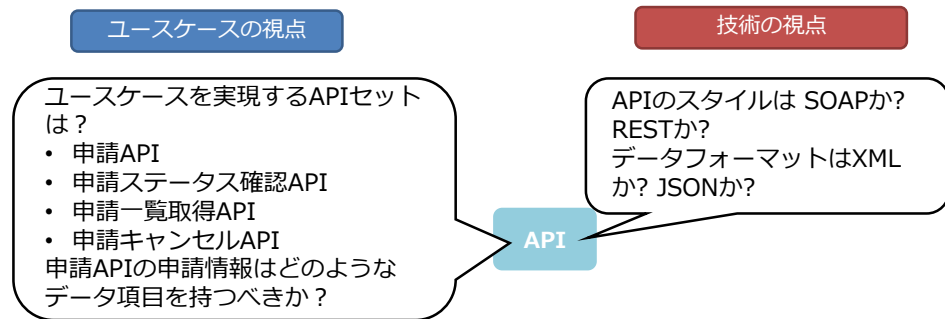 ユースケースの視点
技術の視点
ユースケースを実現するAPIセット
は？
• 申請API
• 申請ステータス確認API
• 申請一覧取得API
• 申請キャンセルAPI
申請APIの申請情報はどのような
データ項目を持つべきか？
APIのスタイルは SOAPか?
RESTか?
データフォーマットはXML
か? JSONか?
API